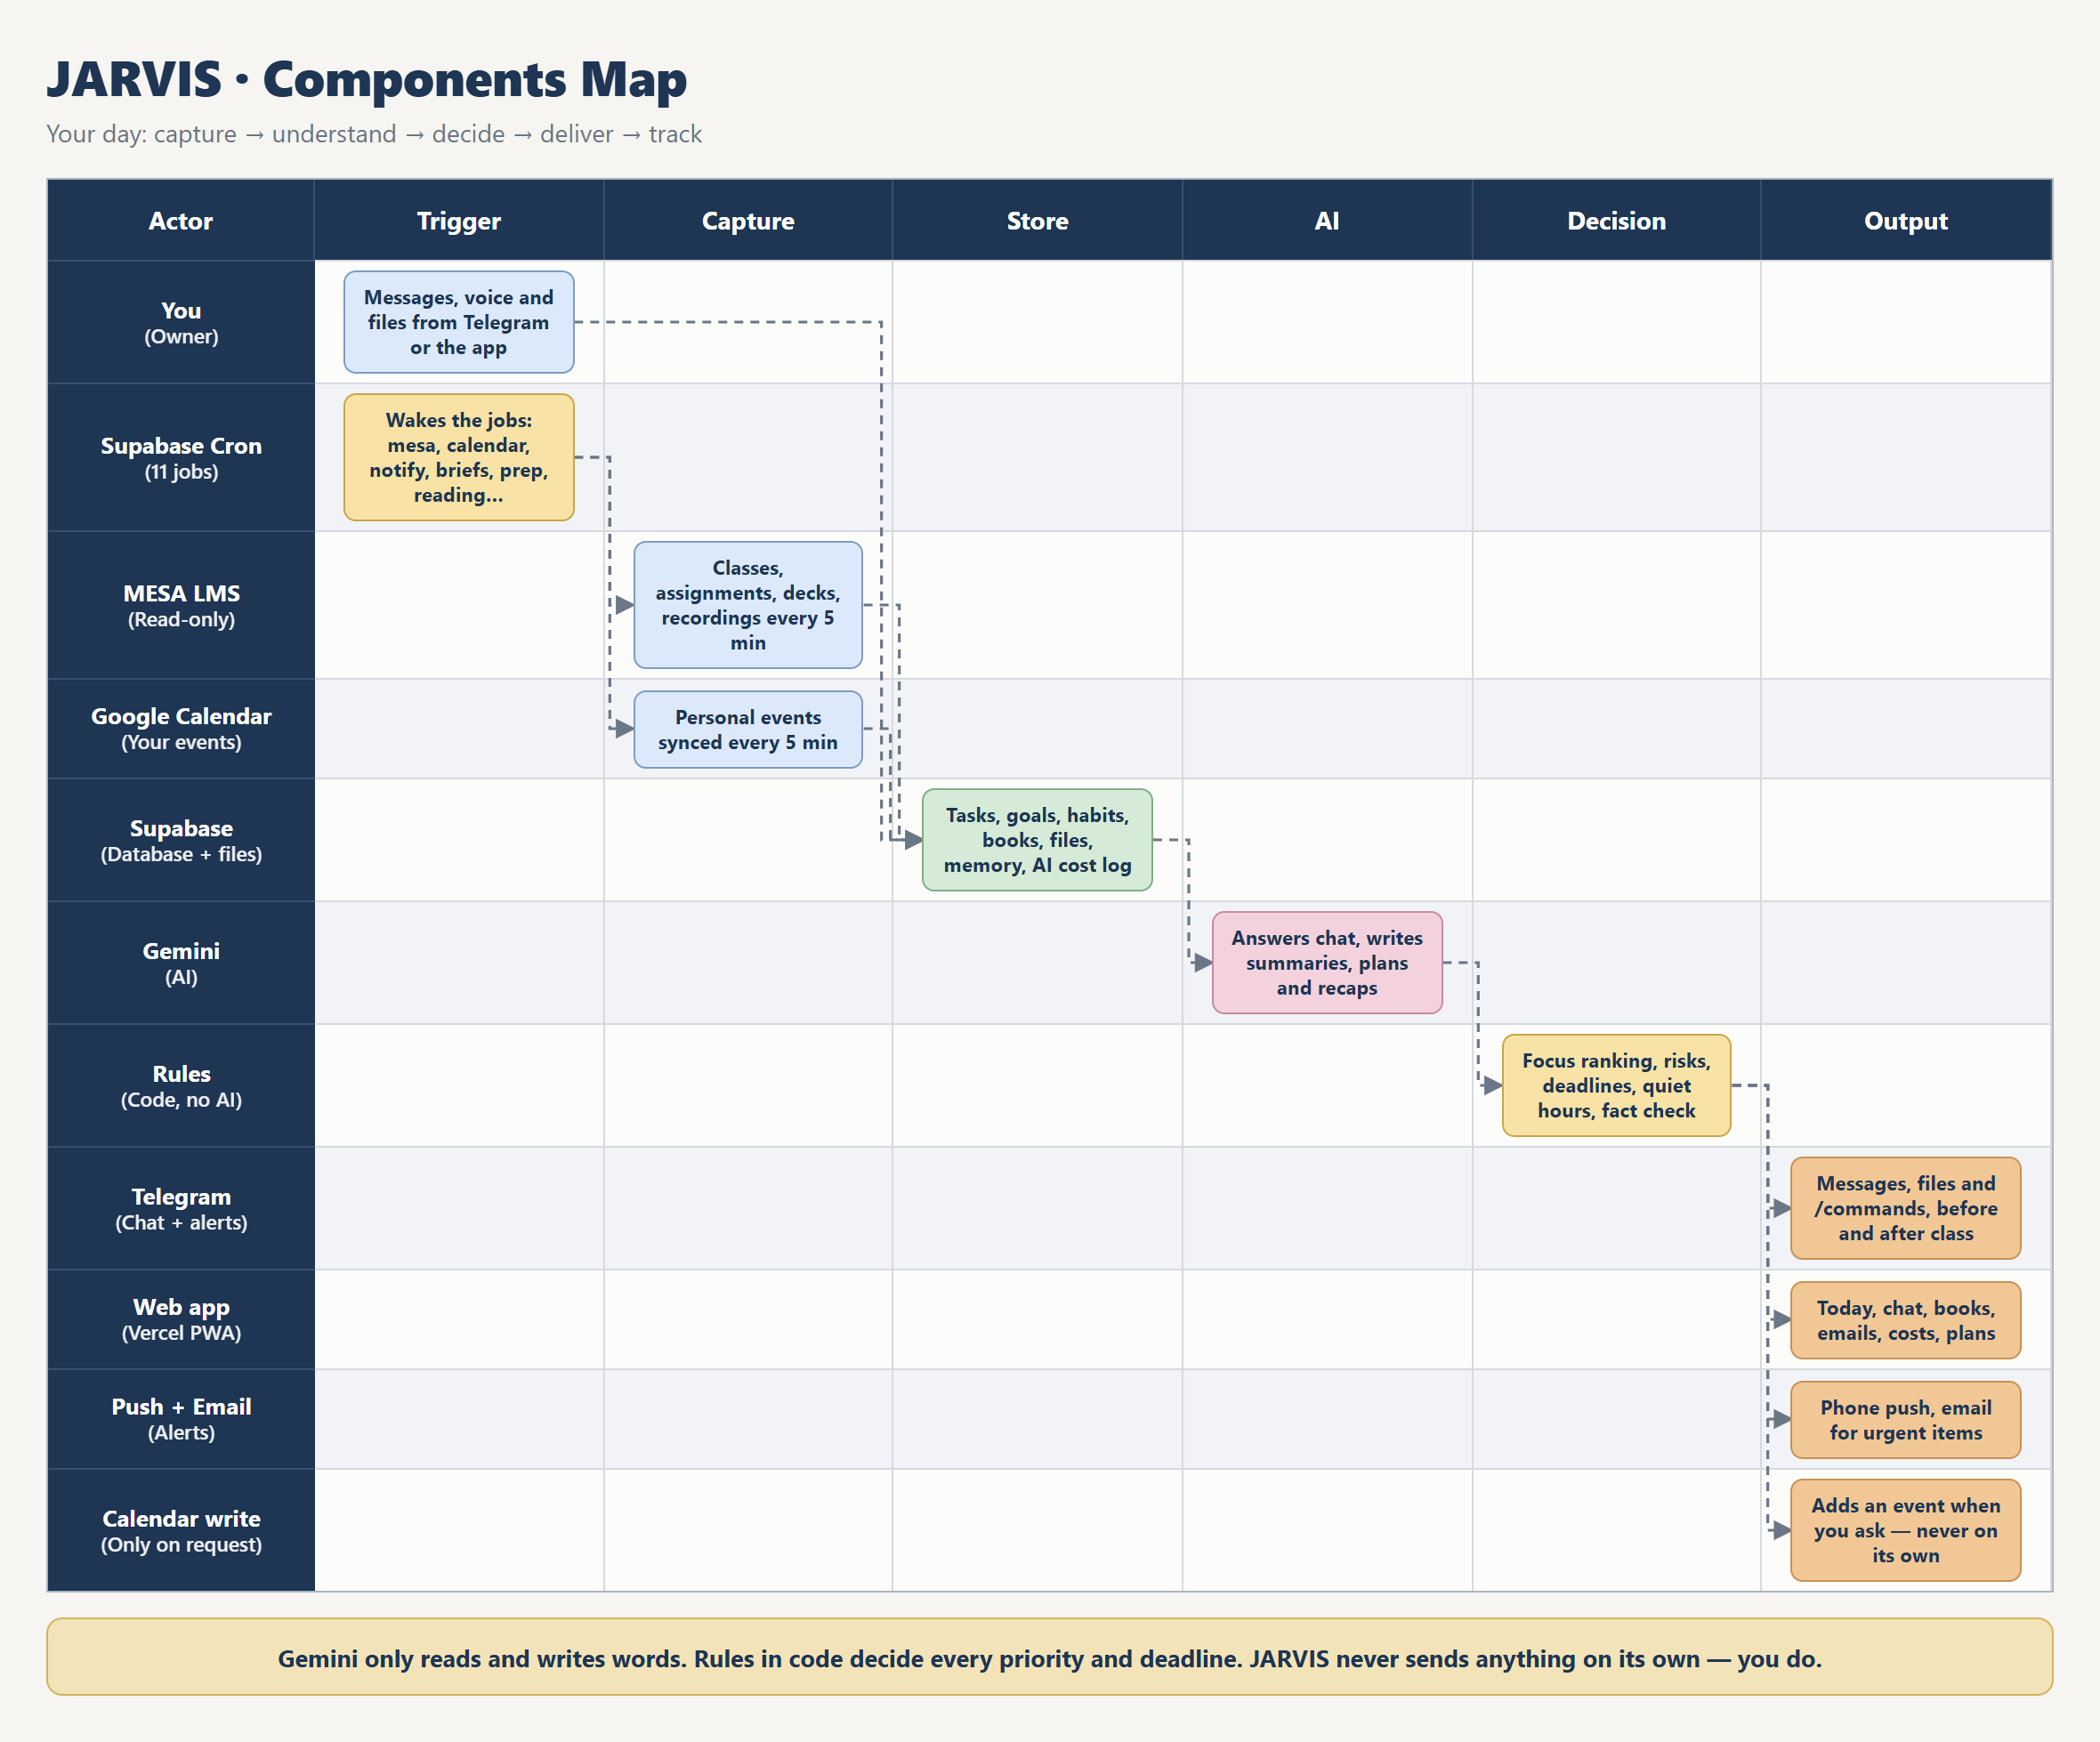 JARVIS · Components Map
Your day: capture → understand → decide → deliver → track
Actor
Trigger
Capture
Store
AI
Decision
Output
You
(Owner)
Messages, voice and
files from Telegram
or the app
Supabase Cron
(11 jobs)
Wakes the jobs:
mesa, calendar,
notify, briefs, prep,
reading...
MESA LMS
(Read-only)
Classes,
assignments, decks,
recordings every 5
min
Google Calendar
(Your events)
Personal events
synced every 5 min
Supabase
(Database + files)
Tasks, goals, habits,
books, files,
memory, AI cost log
Gemini
(AI)
Answers chat, writes
summaries, plans
and recaps
Rules
(Code, no AI)
Focus ranking, risks,
deadlines, quiet
hours, fact check
Telegram
(Chat + alerts)
Messages, files and
/commands, before
and after class
Web app
(Vercel PWA)
Today, chat, books,
emails, costs, plans
Push + Email
(Alerts)
Phone push, email
for urgent items
Calendar write
(Only on request)
Adds an event when
you ask — never on
its own
Gemini only reads and writes words. Rules in code decide every priority and deadline. JARVIS never sends anything on its own — you do.